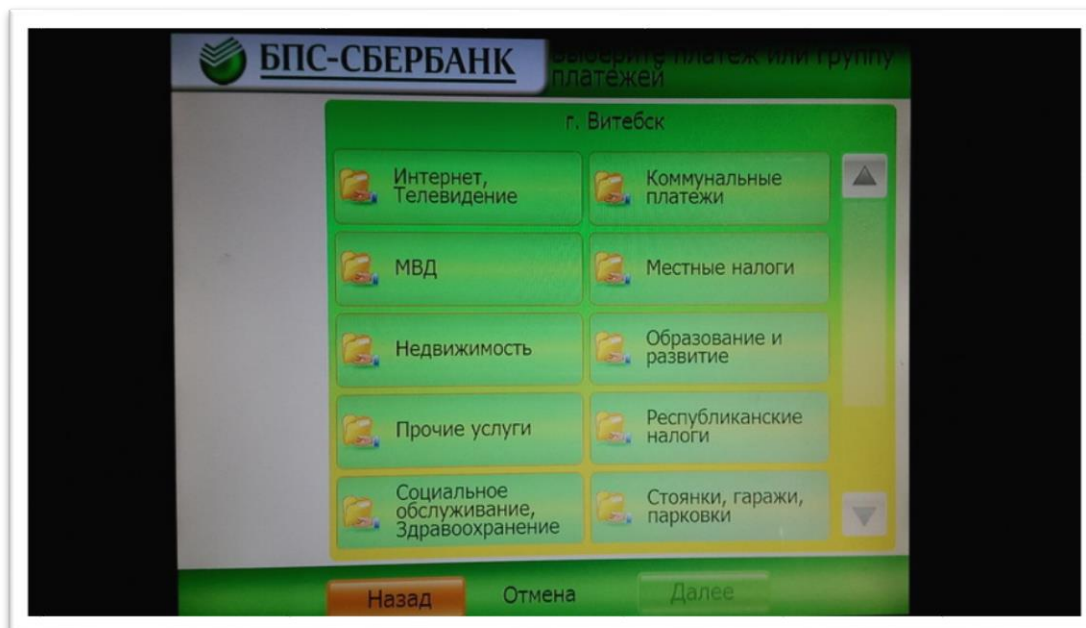 БПС-СБЕРБАНК
Выберите платеж или группу
платежей
г. Витебск
Интернет,
Телевидение
Коммунальные
платежи
МВД
Местные налоги
Недвижимость
Образование и
развитие
Прочие услуги
Республиканские
налоги
Социальное
обслуживание,
Здравоохранение
Стоянки, гаражи,
парковки
Назад
Отмена
Далее